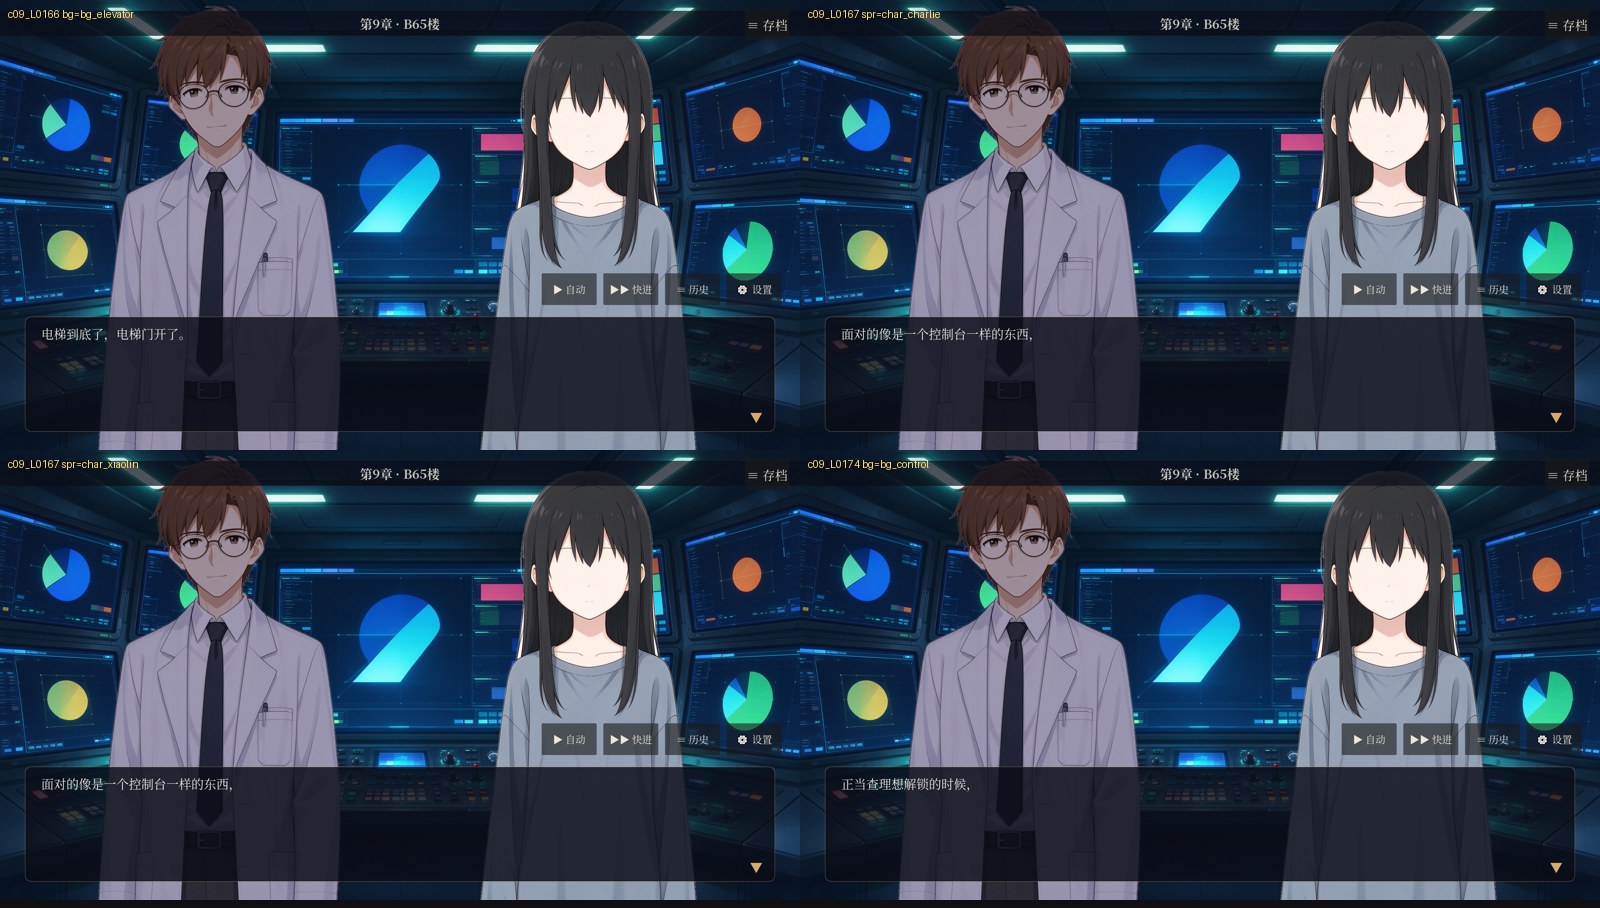 c09_L0166 bg=bg_elevator
第9章 · B65楼
≡ 存档
▶ 自动
▶▶ 快进
≡ 历史
设置
电梯到底了，电梯门开了。
c09_L0167 spr=char_charlie
第9章 · B65楼
≡ 存档
▶ 自动
▶▶ 快进
≡ 历史
设置
面对的像是一个控制台一样的东西，
c09_L0167 spr=char_xiaolin
第9章 · B65楼
≡ 存档
▶ 自动
▶▶ 快进
≡ 历史
设置
面对的像是一个控制台一样的东西，
c09_L0174 bg=bg_control
第9章 · B65楼
≡ 存档
▶ 自动
▶▶ 快进
≡ 历史
设置
正当查理想解锁的时候，